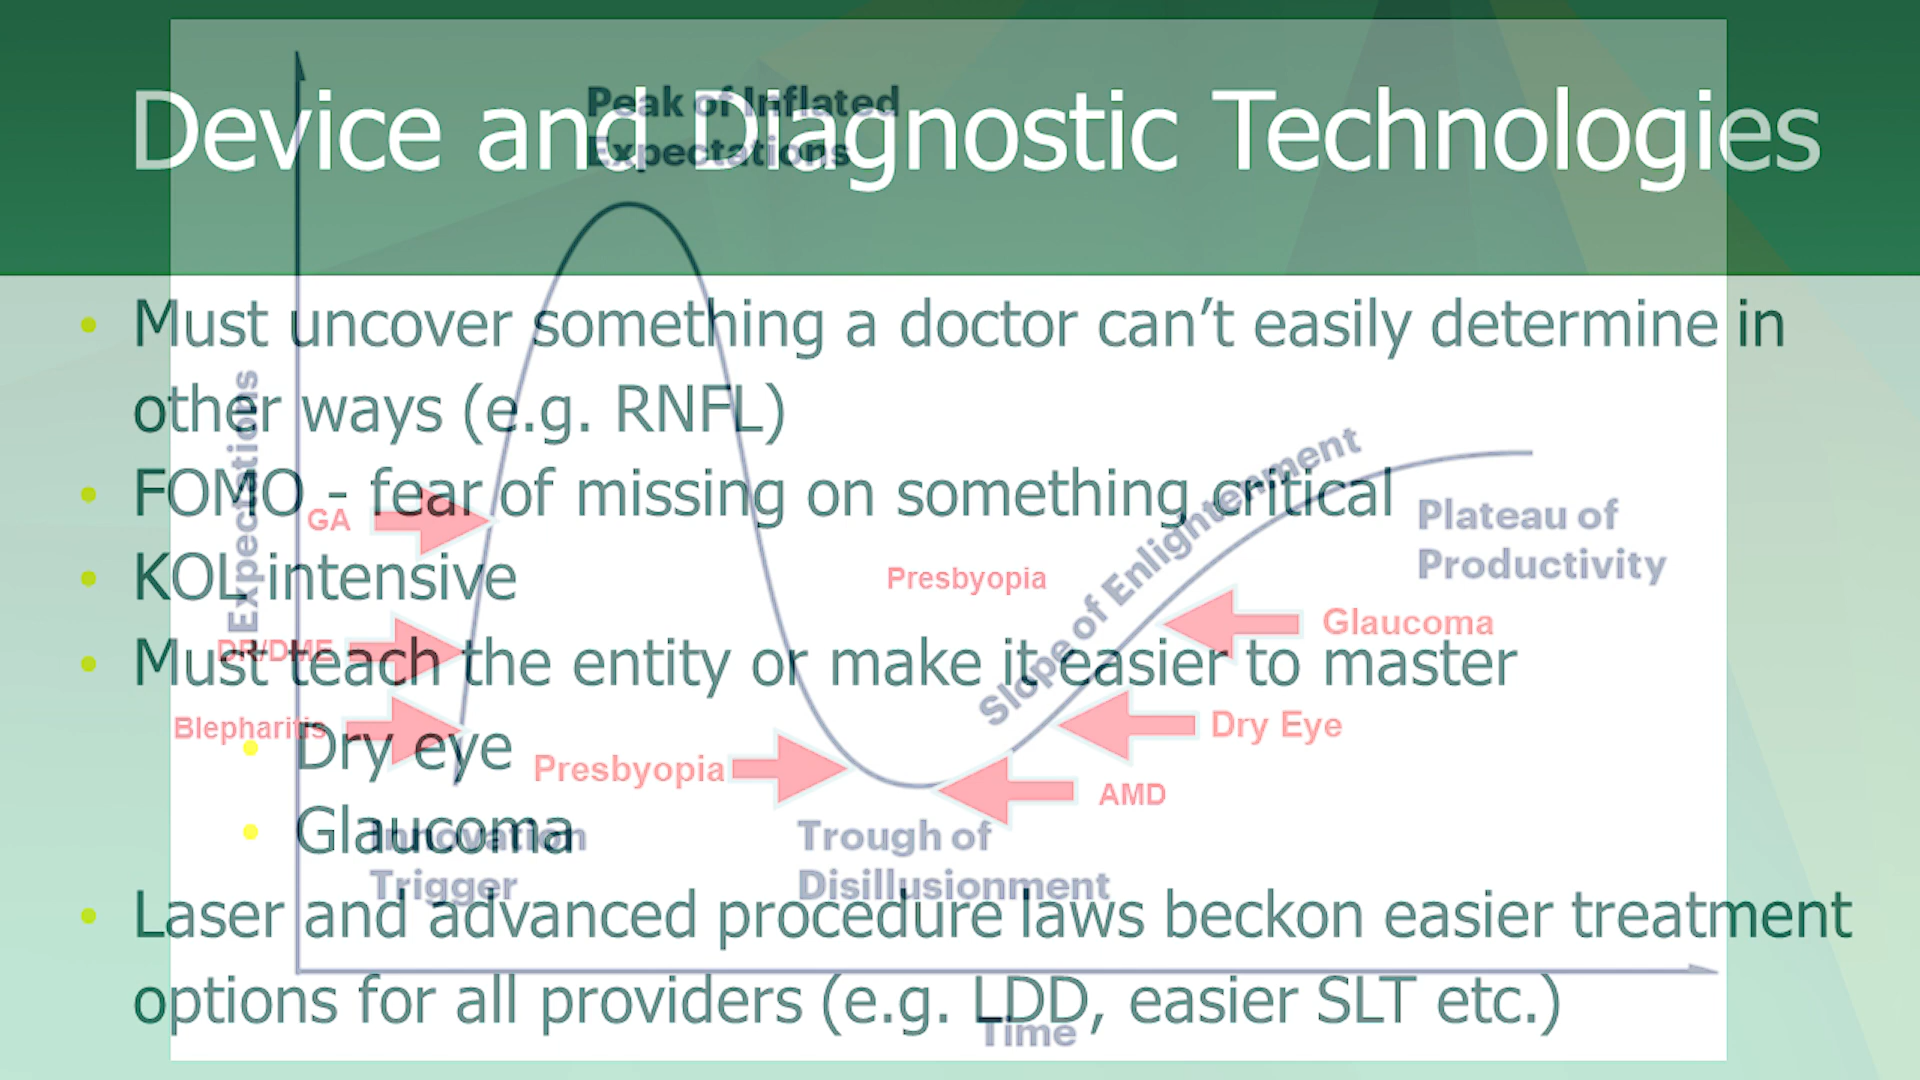 Device and Diagnostic Technologies
• Must uncover something a doctor can’t easily determine in
other ways (e.g. RNFL)
• FOMO - fear of missing on something critical
• KOL intensive
• Must teach the entity or make it easier to master
• Dry eye
• Glaucoma
• Laser and advanced procedure laws beckon easier treatment
options for all providers (e.g. LDD, easier SLT etc.)
Peak of Inflated
Expectations
Expectations
GA
DR/DME
Blepharitis
Presbyopia
Presbyopia
Slope of Enlightenment
Plateau of
Productivity
Glaucoma
Dry Eye
AMD
Innovation
Trigger
Trough of
Disillusionment
Time